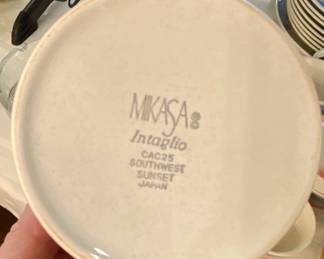 MIKASA
Intaglio
CAC25
SOUTHWEST
SUNSET
JAPAN